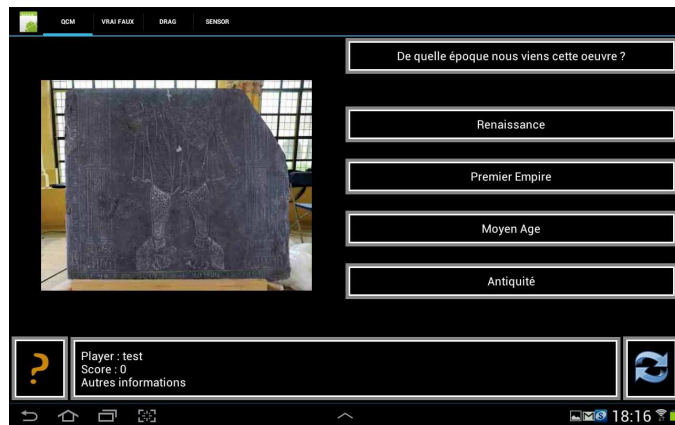 QCM
VRAI FAUX
DRAG
SENSOR
De quelle époque nous viens cette oeuvre ?
Renaissance
Premier Empire
Moyen Age
Antiquité
Player : test
Score : 0
Autres informations
18:16